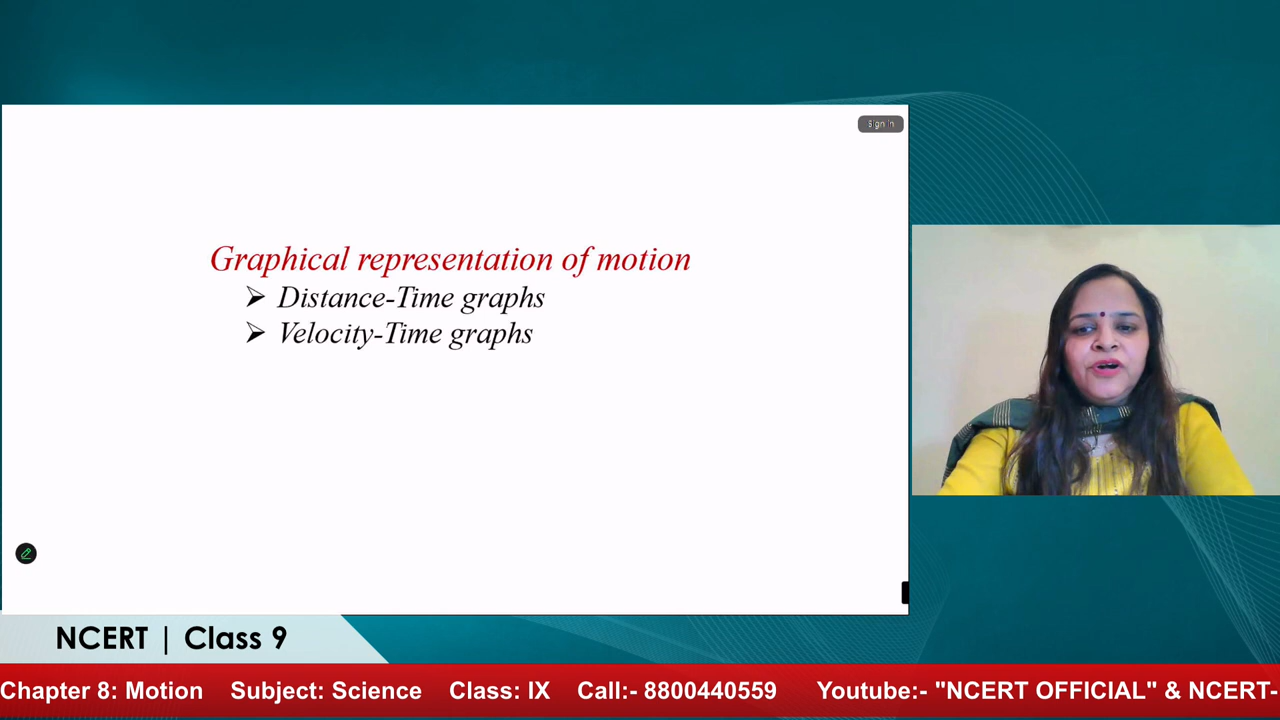 Sign in
Graphical representation of motion
➢ Distance-Time graphs
➢ Velocity-Time graphs
NCERT | Class 9
Chapter 8: Motion Subject: Science Class: IX Call:- 8800440559 Youtube:- "NCERT OFFICIAL" & NCERT-